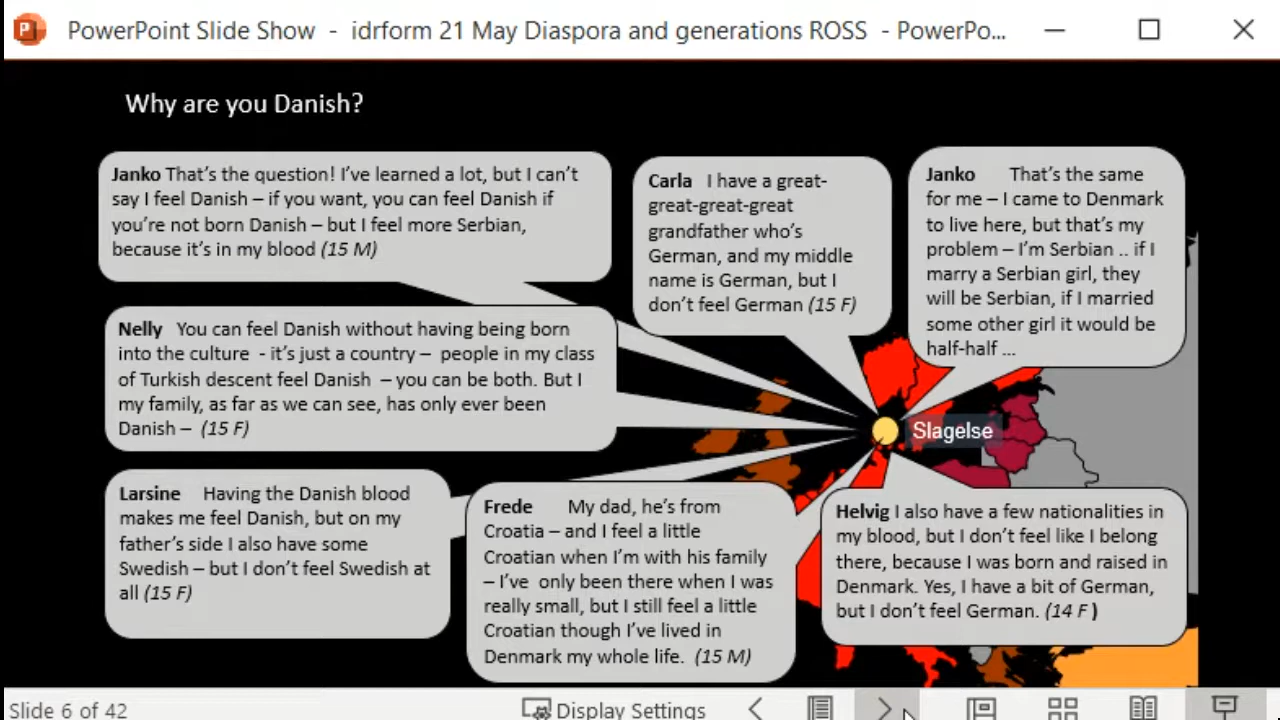 PowerPoint Slide Show - idrform 21 May Diaspora and generations ROSS - PowerPo...
Why are you Danish?
Janko That's the question! I've learned a lot, but I can't
say I feel Danish – if you want, you can feel Danish if
you're not born Danish – but I feel more Serbian,
because it's in my blood (15 M)
Carla I have a great-
great-great-great
grandfather who's
German, and my middle
name is German, but I
don't feel German (15 F)
Janko That's the same
for me – I came to Denmark
to live here, but that's my
problem – I'm Serbian .. if I
marry a Serbian girl, they
will be Serbian, if I married
some other girl it would be
half-half ...
Nelly You can feel Danish without having being born
into the culture - it's just a country – people in my class
of Turkish descent feel Danish – you can be both. But I
my family, as far as we can see, has only ever been
Danish – (15 F)
Slagelse
Larsine Having the Danish blood
makes me feel Danish, but on my
father's side I also have some
Swedish – but I don't feel Swedish at
all (15 F)
Frede My dad, he's from
Croatia – and I feel a little
Croatian when I'm with his family
– I've only been there when I was
really small, but I still feel a little
Croatian though I've lived in
Denmark my whole life. (15 M)
Helvig I also have a few nationalities in
my blood, but I don't feel like I belong
there, because I was born and raised in
Denmark. Yes, I have a bit of German,
but I don't feel German. (14 F )
Slide 6 of 42
Display Settings